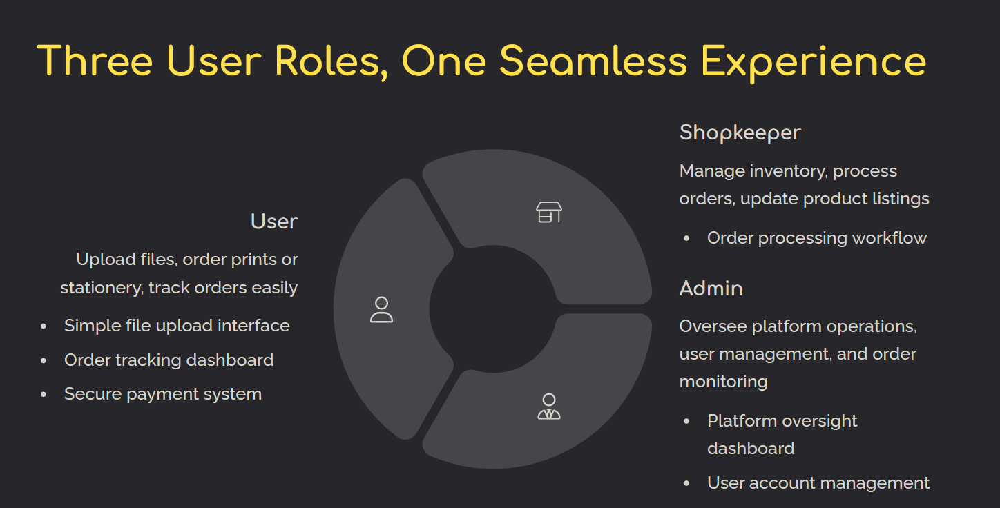 Three User Roles, One Seamless Experience
User
Upload files, order prints or
stationery, track orders easily
• Simple file upload interface
• Order tracking dashboard
• Secure payment system
Shopkeeper
Manage inventory, process
orders, update product listings
• Order processing workflow
Admin
Oversee platform operations,
user management, and order
monitoring
• Platform oversight
dashboard
• User account management